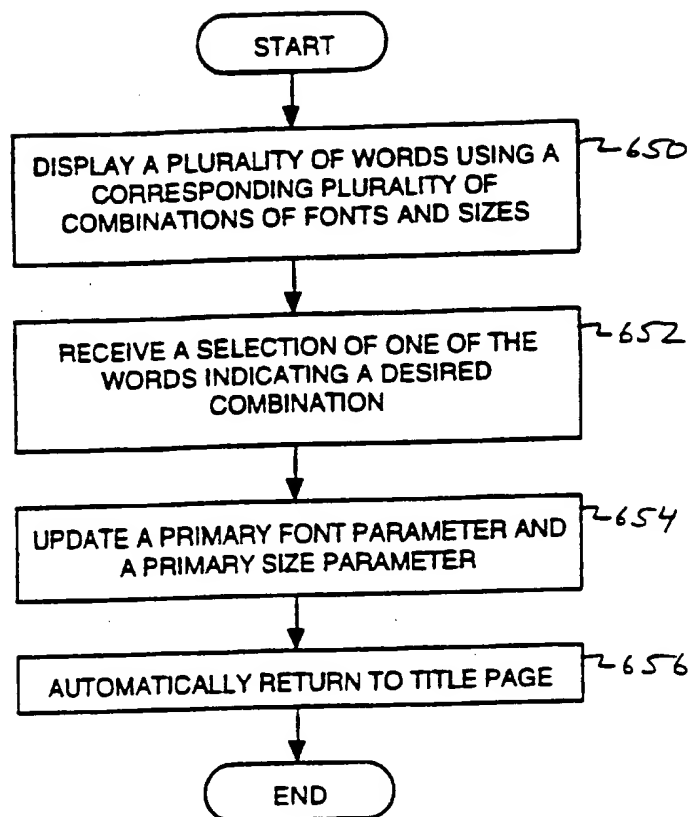 START
DISPLAY A PLURALITY OF WORDS USING A
650
CORRESPONDING PLURALITY OF
COMBINATIONS OF FONTS AND SIZES
RECEIVE A SELECTION OF ONE OF THE
652
WORDS INDICATING A DESIRED
COMBINATION
UPDATE A PRIMARY FONT PARAMETER AND
654
A PRIMARY SIZE PARAMETER
AUTOMATICALLY RETURN TO TITLE PAGE
656
END